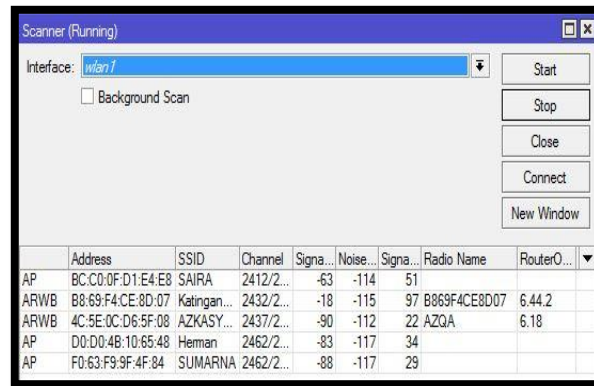 Scanner (Running)
Interface: wlan1
Start
Background Scan
Stop
Close
Connect
New Window
Address SSID Channel Signa... Noise... Signa... Radio Name RouterO...
AP BC:C0:0F:D1:E4:E8 SAIRA 2412/2... -63 -114 51
ARWB B8:69:F4:CE:8D:07 Katingan... 2432/2... -18 -115 97 B869F4CE8D07 6.44.2
ARWB 4C:5E:0C:D6:5F:08 AZKASY... 2437/2... -90 -112 22 AZQA 6.18
AP D0:D0:4B:10:65:48 Herman 2462/2... -83 -117 34
AP F0:63:F9:9F:4F:84 SUMARNA 2462/2... -88 -117 29